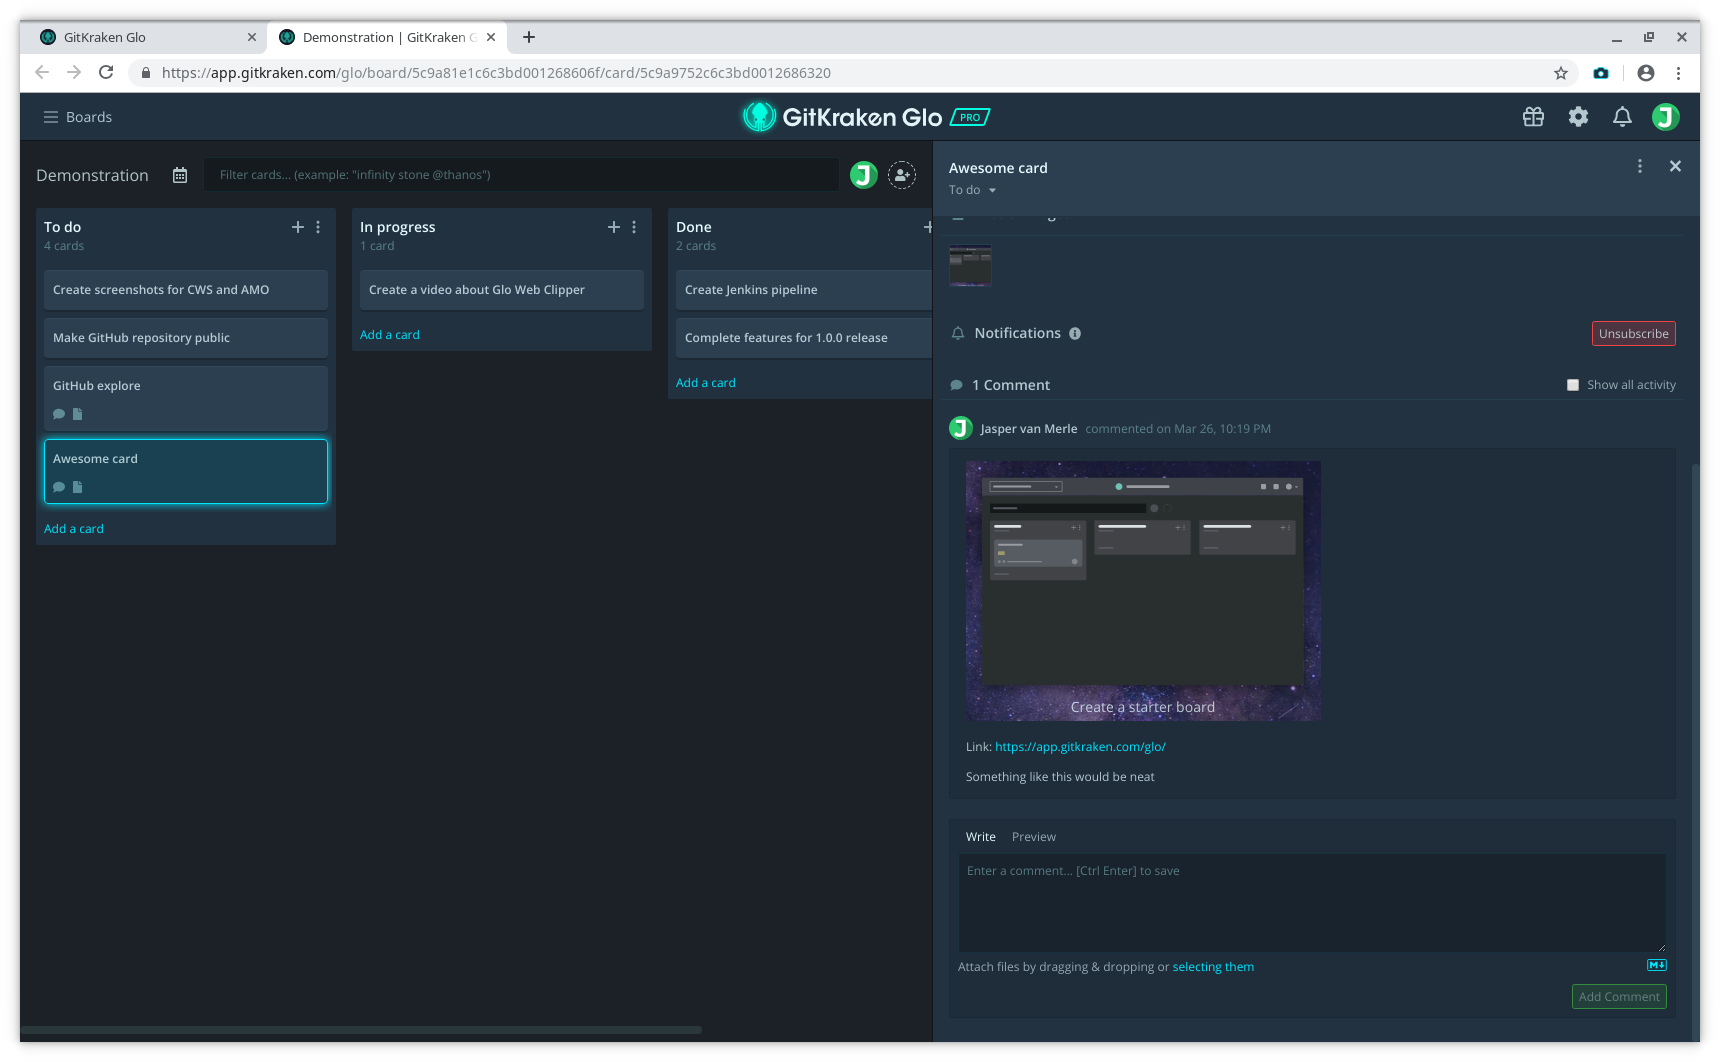 GitKraken Glo
Demonstration | GitKraken G
https://app.gitkraken.com/glo/board/5c9a81e1c6c3bd001268606f/card/5c9a9752c6c3bd0012686320
Boards
GitKraken Glo PRO
J
Demonstration
Filter cards... (example: "infinity stone @thanos")
J
To do
4 cards
Create screenshots for CWS and AMO
Make GitHub repository public
GitHub explore
Awesome card
Add a card
In progress
1 card
Create a video about Glo Web Clipper
Add a card
Done
2 cards
Create Jenkins pipeline
Complete features for 1.0.0 release
Add a card
Awesome card
To do
Notifications
Unsubscribe
1 Comment
Show all activity
J
Jasper van Merle commented on Mar 26, 10:19 PM
Create a starter board
Link: https://app.gitkraken.com/glo/
Something like this would be neat
Write Preview
Enter a comment... [Ctrl Enter] to save
Attach files by dragging & dropping or selecting them
M
Add Comment